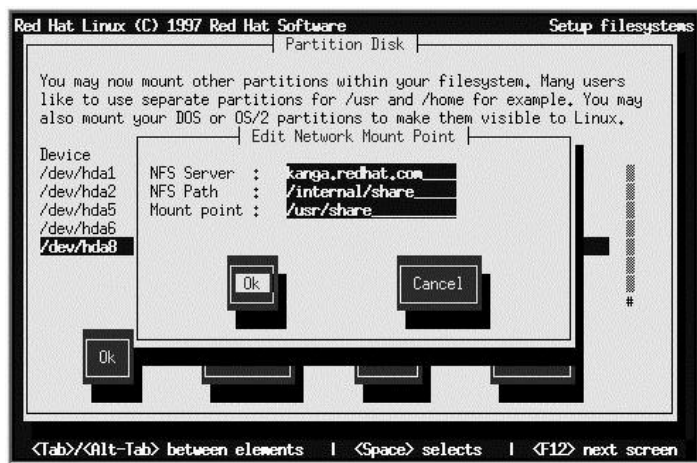 Red Hat Linux (C) 1997 Red Hat Software Setup filesystems
Partition Disk
You may now mount other partitions within your filesystem. Many users
like to use separate partitions for /usr and /home for example. You may
also mount your DOS or OS/2 partitions to make them visible to Linux.
Edit Network Mount Point
Device
/dev/hda1 NFS Server : kanga.redhat.com
/dev/hda2 NFS Path : /internal/share
/dev/hda5 Mount point : /usr/share
/dev/hda6
/dev/hda8
#
Ok Cancel
Ok
<Tab>/<Alt-Tab> between elements | <Space> selects | <F12> next screen